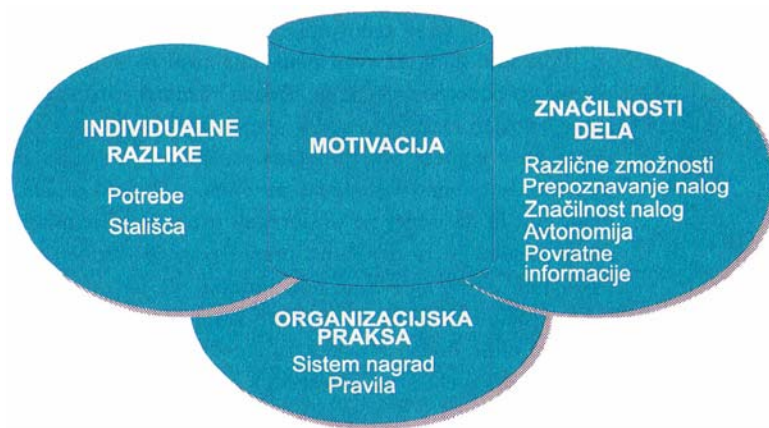 INDIVIDUALNE
RAZLIKE
Potrebe
Stališča
MOTIVACIJA
ZNAČILNOSTI
DELA
Različne zmožnosti
Prepoznavanje nalog
Značilnost nalog
Avtonomija
Povratne
informacije
ORGANIZACIJSKA
PRAKSA
Sistem nagrad
Pravila